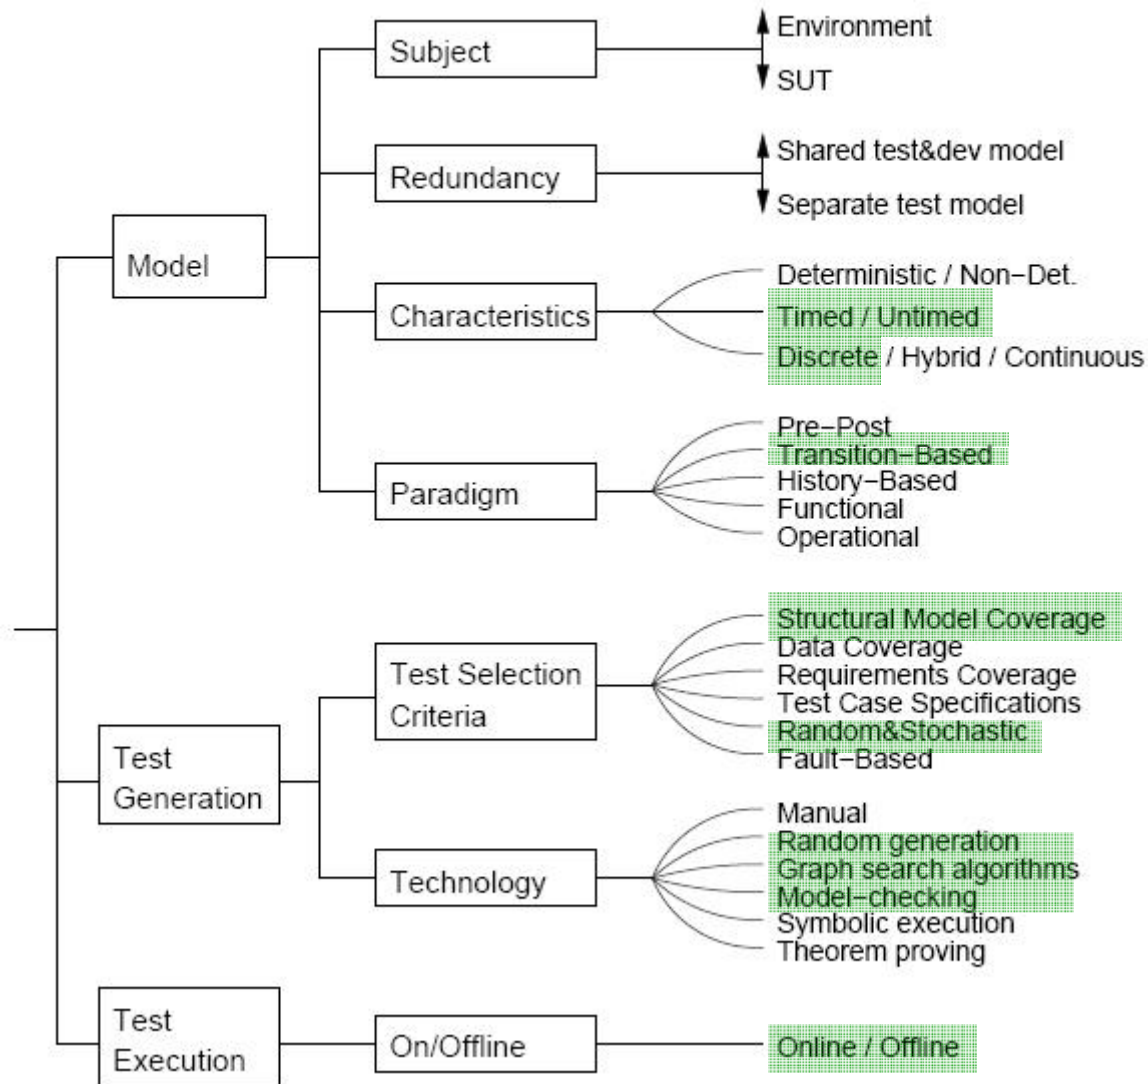 Subject
Environment
SUT
Redundancy
Shared test&dev model
Separate test model
Model
Characteristics
Deterministic / Non−Det.
Timed / Untimed
Discrete / Hybrid / Continuous
Paradigm
Pre−Post
Transition−Based
History−Based
Functional
Operational
Test Selection
Criteria
Structural Model Coverage
Data Coverage
Requirements Coverage
Test Case Specifications
Random&Stochastic
Fault−Based
Test
Generation
Technology
Manual
Random generation
Graph search algorithms
Model−checking
Symbolic execution
Theorem proving
Test
Execution
On/Offline
Online / Offline